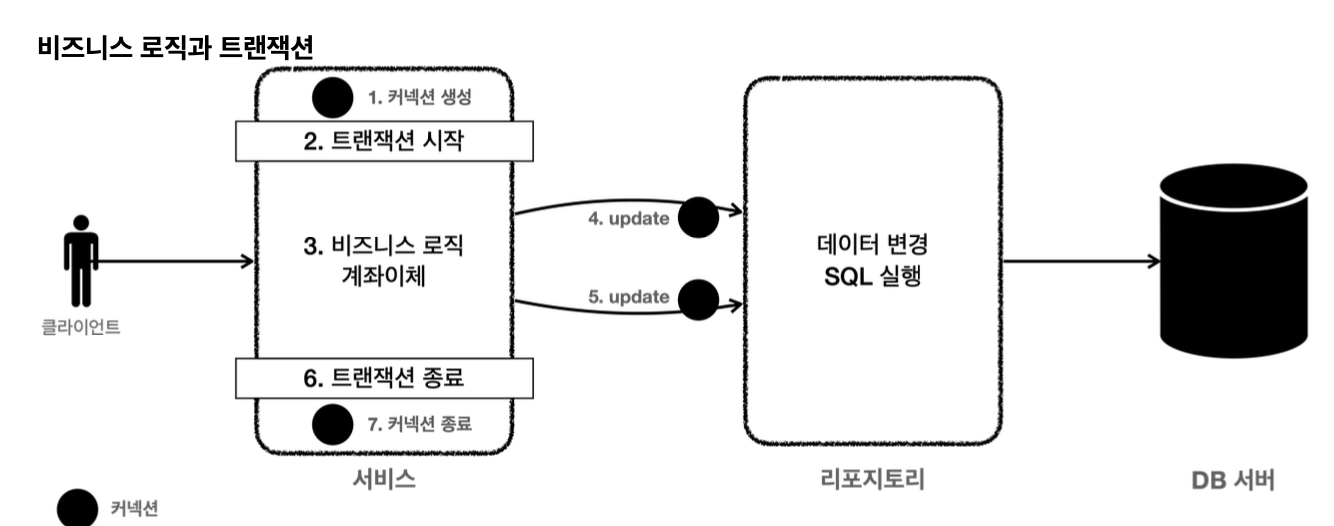 비즈니스 로직과 트랜잭션
1. 커넥션 생성
2. 트랜잭션 시작
3. 비즈니스 로직
계좌이체
4. update
5. update
데이터 변경
SQL 실행
클라이언트
6. 트랜잭션 종료
7. 커넥션 종료
서비스
리포지토리
DB 서버
커넥션